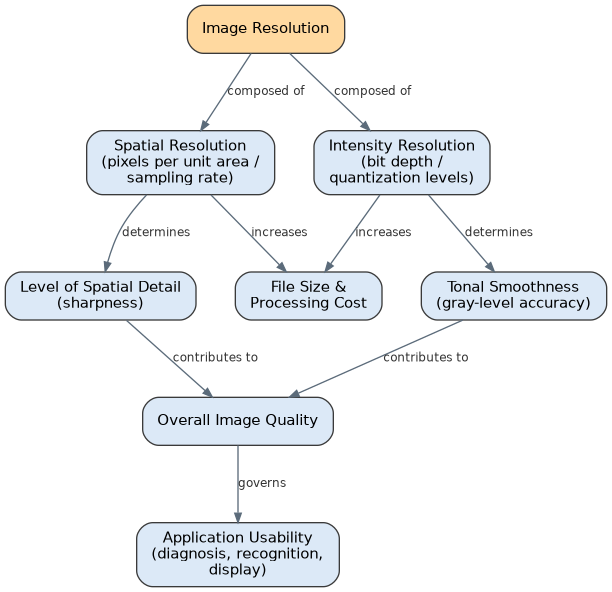 Image Resolution
composed of
composed of
Spatial Resolution
(pixels per unit area /
sampling rate)
Intensity Resolution
(bit depth /
quantization levels)
determines
increases
increases
determines
Level of Spatial Detail
(sharpness)
File Size &
Processing Cost
Tonal Smoothness
(gray-level accuracy)
contributes to
contributes to
Overall Image Quality
governs
Application Usability
(diagnosis, recognition,
display)